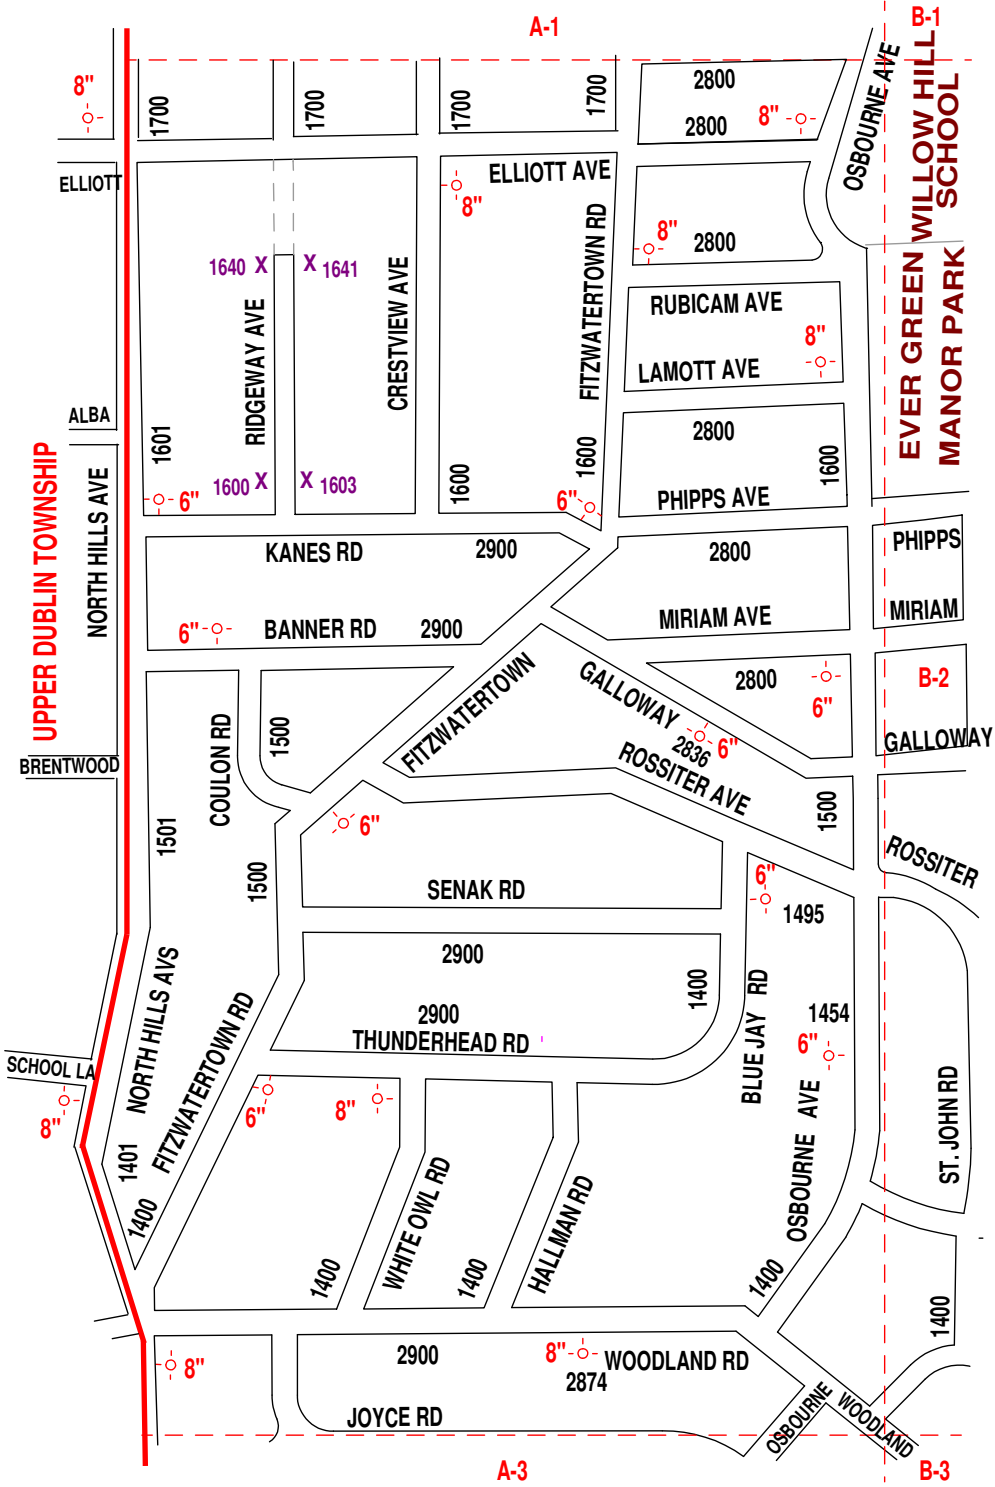 A-1
B-1
8"
1700
1700
1700
1700
2800
2800
8"
OSBOURNE AVE
EVER GREEN WILLOW HILL
MANOR PARK SCHOOL
ELLIOTT
ELLIOTT AVE
8"
FITZWATERTOWN RD
8"
2800
1640 X
X 1641
RIDGEWAY AVE
CRESTVIEW AVE
RUBICAM AVE
8"
LAMOTT AVE
ALBA
1601
2800
1600
1600 X
X 1603
1600
1600
6"
6"
PHIPPS AVE
UPPER DUBLIN TOWNSHIP
NORTH HILLS AVE
KANES RD
2900
2800
PHIPPS
6"
BANNER RD
2900
MIRIAM AVE
MIRIAM
FITZWATERTOWN
GALLOWAY
2800
6"
B-2
COULON RD
1500
2836
6"
GALLOWAY
BRENTWOOD
ROSSITER AVE
1501
6"
1500
ROSSITER
1500
SENAK RD
6"
1495
2900
NORTH HILLS AVS
FITZWATERTOWN RD
1400
BLUE JAY RD
2900
THUNDERHEAD RD
1454
6"
SCHOOL LA
8"
6"
8"
OSBOURNE AVE
ST. JOHN RD
1401
1400
WHITE OWL RD
HALLMAN RD
1400
1400
1400
1400
2900
8"
WOODLAND RD
2874
8"
JOYCE RD
OSBOURNE
WOODLAND
A-3
B-3